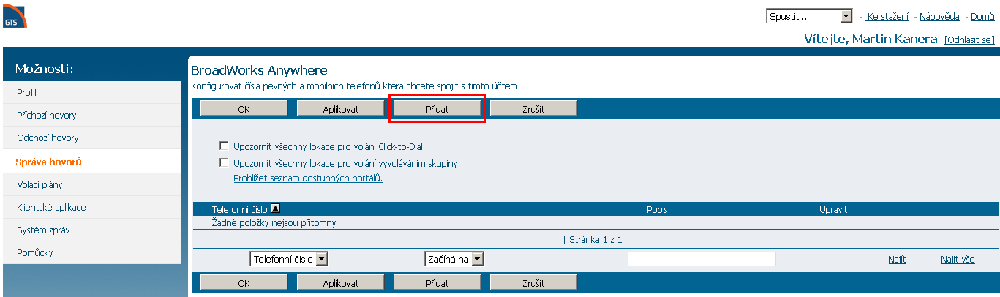 GTS
Spustit... - Ke stažení - Nápověda - Domů
Vítejte, Martin Kanera [Odhlásit se]
Možnosti:
Profil
Příchozí hovory
Odchozí hovory
Správa hovorů
Volací plány
Klientské aplikace
Systém zpráv
Pomůcky
BroadWorks Anywhere
Konfigurovat čísla pevných a mobilních telefonů která chcete spojit s tímto účtem.
OK Aplikovat Přidat Zrušit
Upozornit všechny lokace pro volání Click-to-Dial
Upozornit všechny lokace pro volání vyvoláváním skupiny
Prohlížet seznam dostupných portálů.
Telefonní číslo Popis Upravit
Žádné položky nejsou přítomny.
[ Stránka 1 z 1 ]
Telefonní číslo Začíná na Najít Najít vše
OK Aplikovat Přidat Zrušit